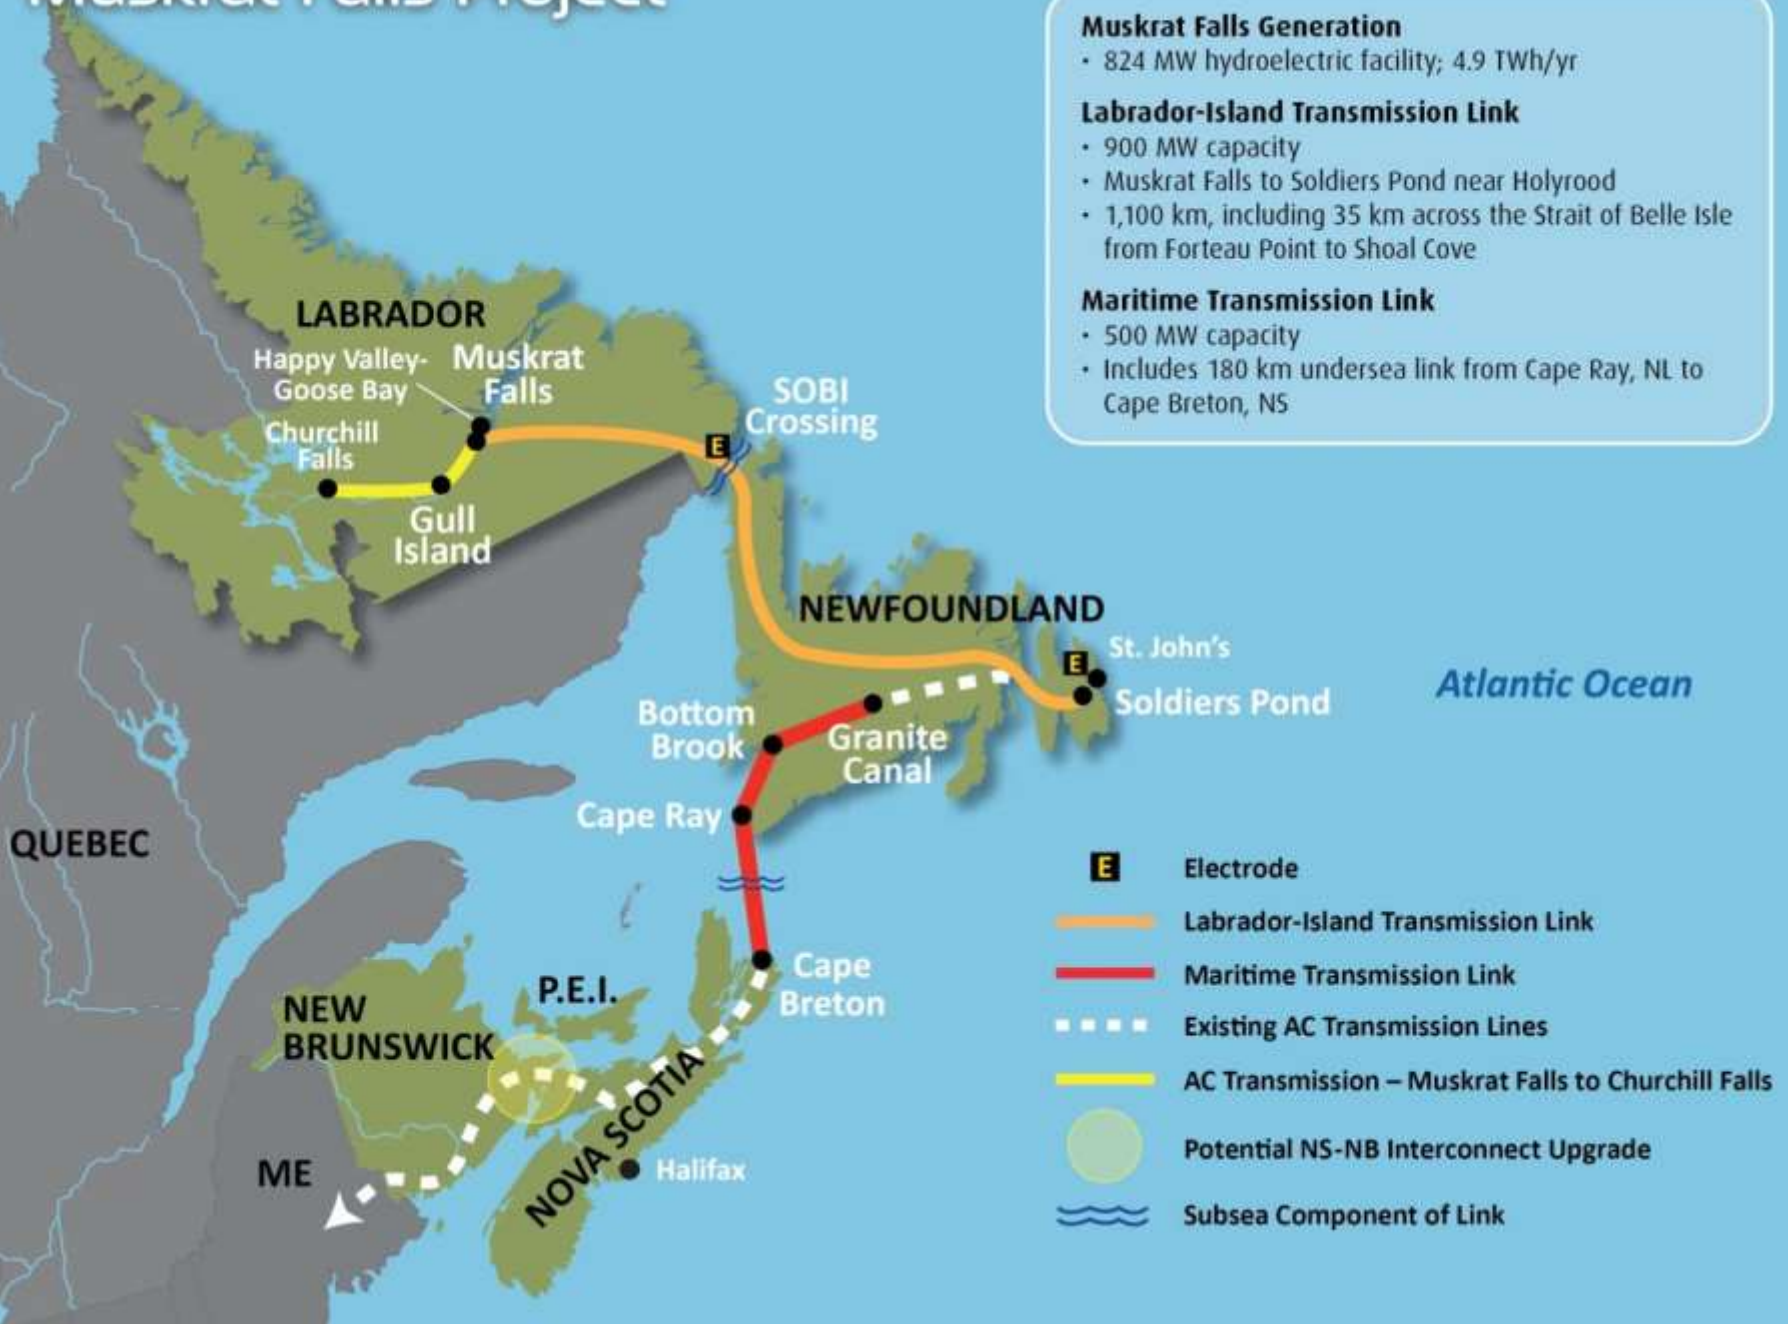 Muskrat Falls Project
Muskrat Falls Generation
· 824 MW hydroelectric facility; 4.9 TWh/yr
Labrador-Island Transmission Link
· 900 MW capacity
· Muskrat Falls to Soldiers Pond near Holyrood
· 1,100 km, including 35 km across the Strait of Belle Isle
from Forteau Point to Shoal Cove
Maritime Transmission Link
· 500 MW capacity
· Includes 180 km undersea link from Cape Ray, NL to
Cape Breton, NS
LABRADOR
Happy Valley-
Goose Bay
Muskrat
Falls
Churchill
Falls
Gull
Island
E
SOBI
Crossing
NEWFOUNDLAND
E
St. John's
Soldiers Pond
Atlantic Ocean
Bottom
Brook
Granite
Canal
Cape Ray
QUEBEC
Cape
Breton
P.E.I.
NEW
BRUNSWICK
NOVA SCOTIA
Halifax
ME
E Electrode
Labrador-Island Transmission Link
Maritime Transmission Link
Existing AC Transmission Lines
AC Transmission – Muskrat Falls to Churchill Falls
Potential NS-NB Interconnect Upgrade
Subsea Component of Link